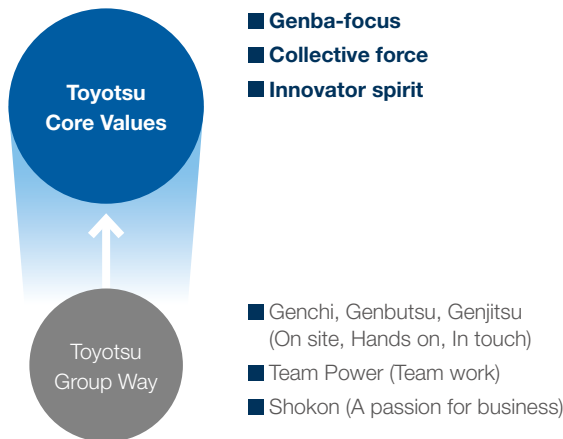 Toyotsu
Core Values
Genba-focus
Collective force
Innovator spirit
Toyotsu
Group Way
Genchi, Genbutsu, Genjitsu
(On site, Hands on, In touch)
Team Power (Team work)
Shokon (A passion for business)